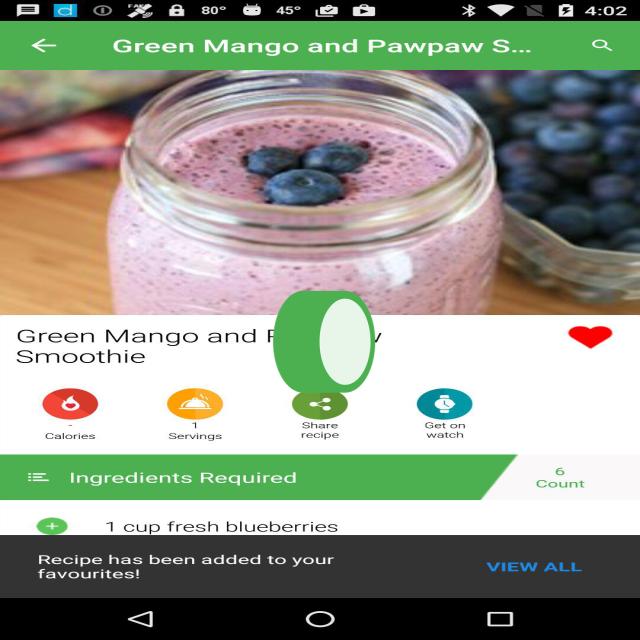 80° 45° 4:02
Green Mango and Pawpaw S...
Green Mango and P
Smoothie
-
Calories
1
Servings
Share
recipe
Get on
watch
Ingredients Required
6
Count
1 cup fresh blueberries
Recipe has been added to your
favourites!
VIEW ALL